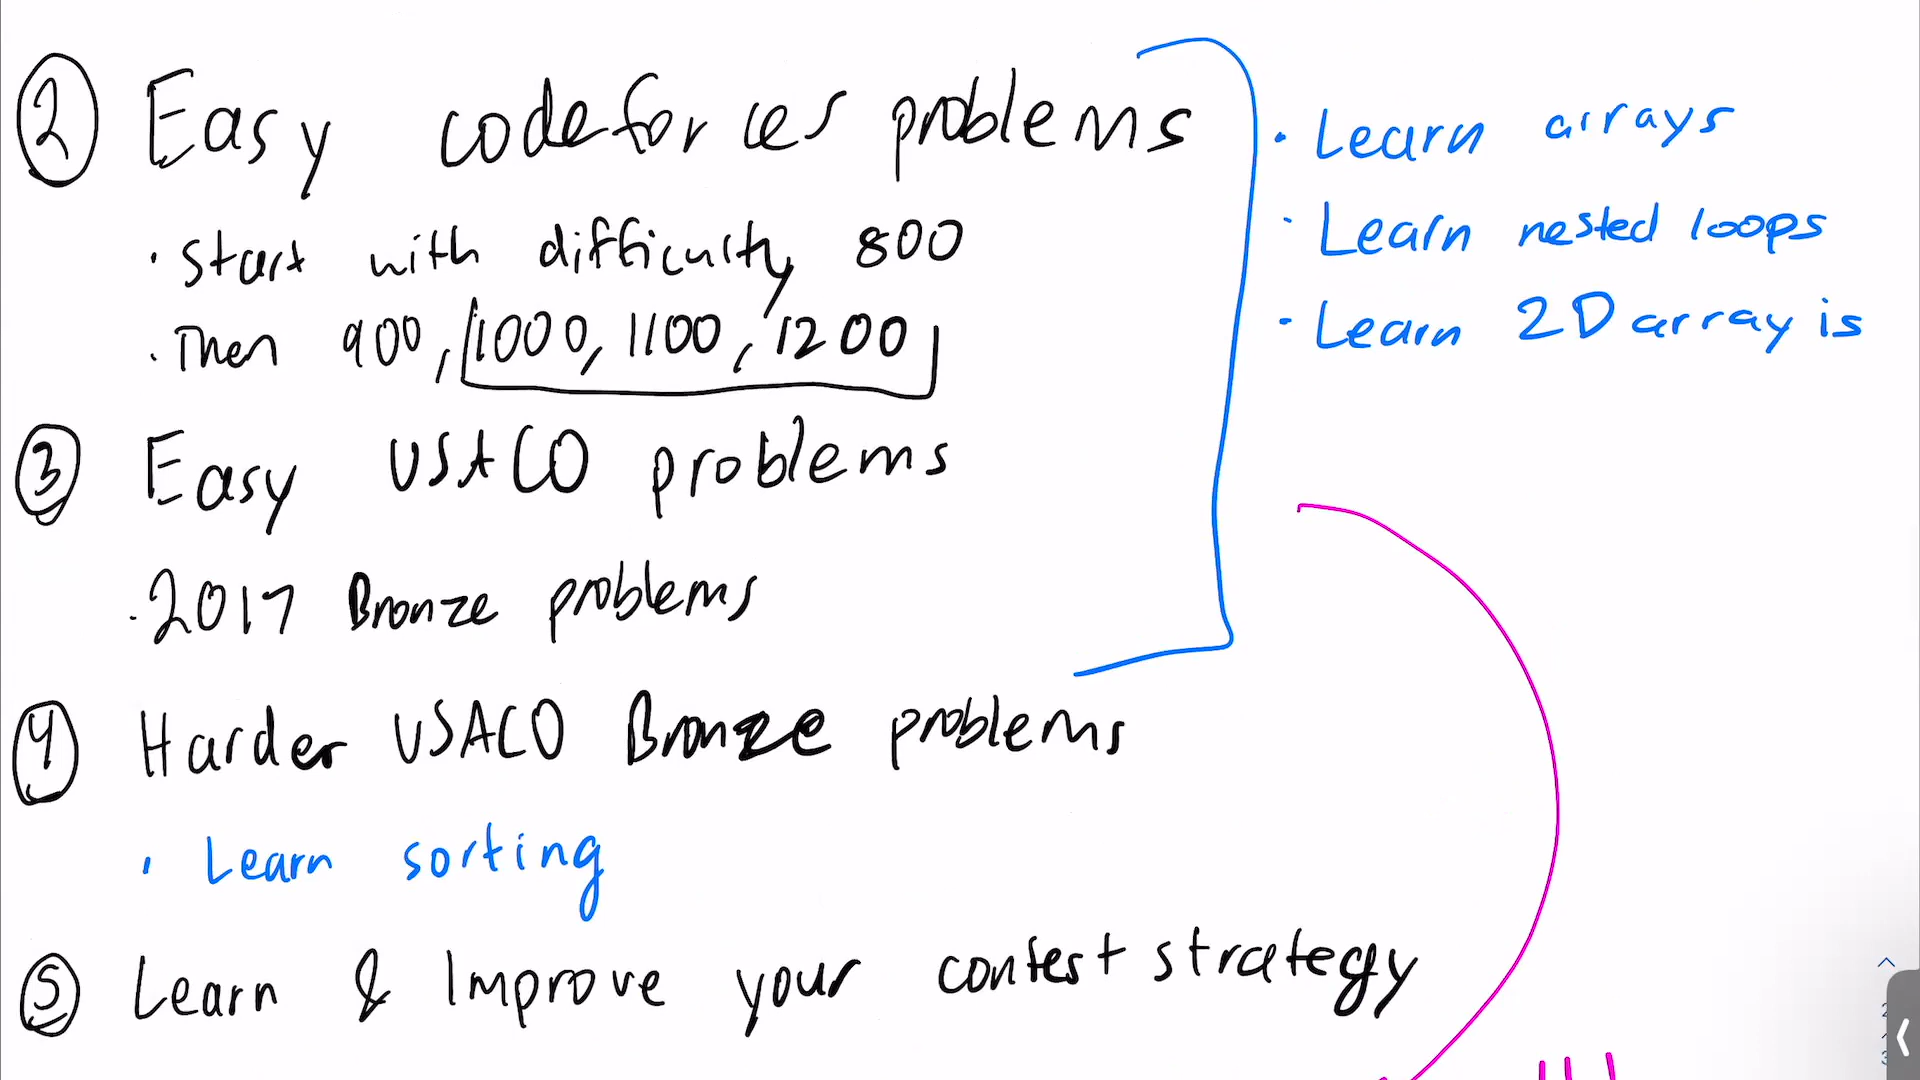 ② Easy codeforces problems
· Start with difficulty 800
· Then 900, 1000, 1100, 1200
· Learn arrays
· Learn nested loops
· Learn 2D array is
③ Easy USACO problems
· 2017 Bronze problems
④ Harder USACO Bronze problems
· Learn sorting
⑤ Learn & Improve your contest strategy